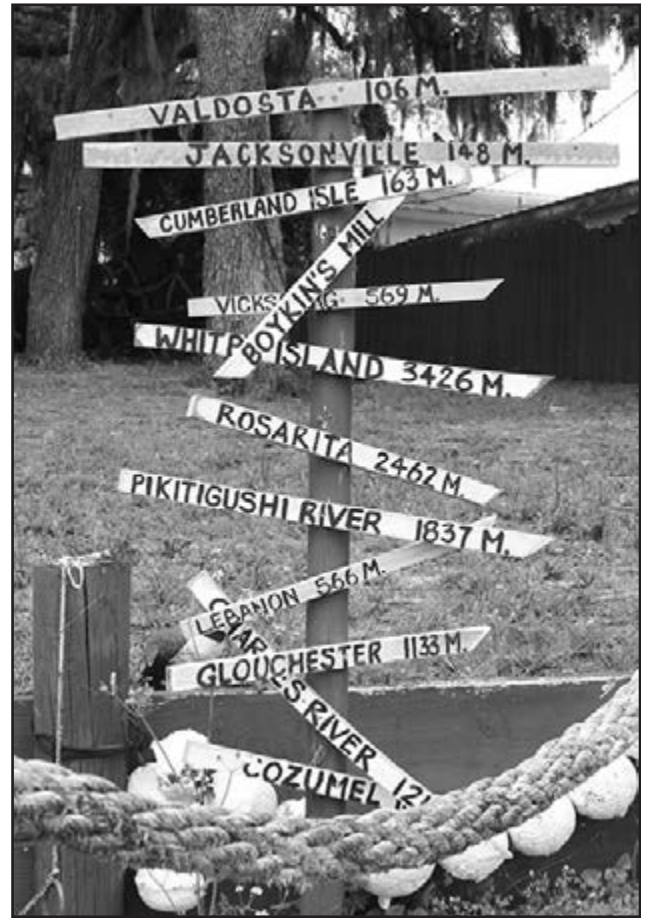 VALDOSTA 106 M.
JACKSONVILLE 148 M.
CUMBERLAND ISLE 163 M.
BOYKIN'S MILL
569 M.
ISLAND 3426 M.
ROSARITA 2462 M.
PIKITIGUSHI RIVER 1837 M.
LEBANON 566 M.
GLOUCHESTER 1133 M.
RIVER
COZUMEL